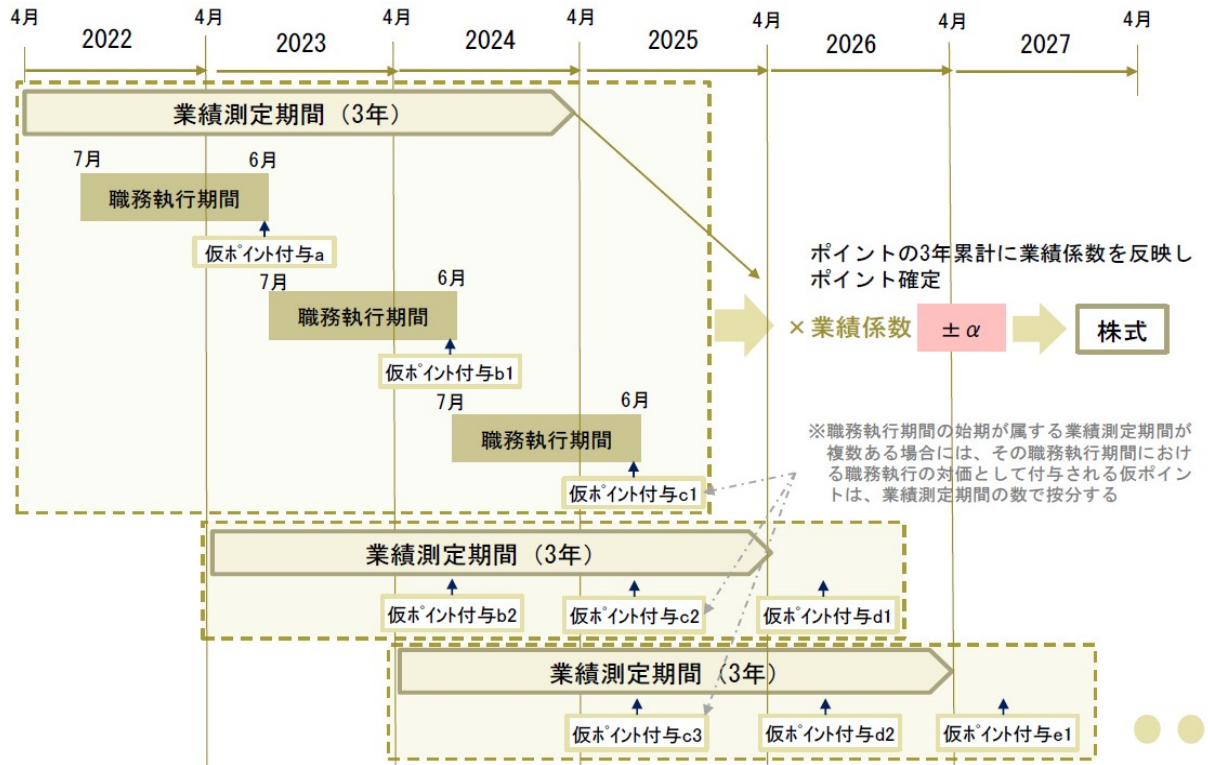 4月 4月 4月 4月 4月 4月 4月
2022 2023 2024 2025 2026 2027
業績測定期間（3年）
7月 6月
職務執行期間
仮ポイント付与a
7月 6月
職務執行期間
仮ポイント付与b1
7月 6月
職務執行期間
仮ポイント付与c1
ポイントの3年累計に業績係数を反映し
ポイント確定
×業績係数 ±α 株式
※職務執行期間の始期が属する業績測定期間が
複数ある場合には、その職務執行期間におけ
る職務執行の対価として付与される仮ポイン
トは、業績測定期間の数で按分する
業績測定期間（3年）
仮ポイント付与b2 仮ポイント付与c2 仮ポイント付与d1
業績測定期間（3年）
仮ポイント付与c3 仮ポイント付与d2 仮ポイント付与e1